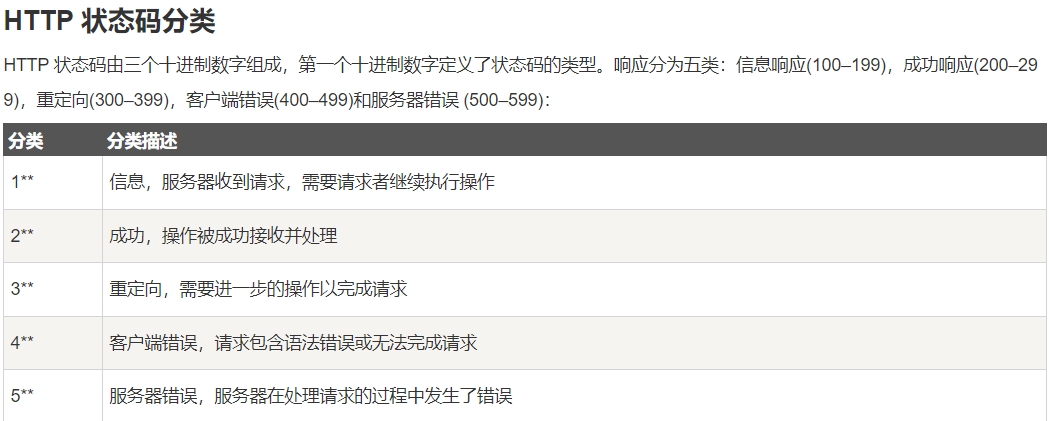 HTTP 状态码分类
HTTP 状态码由三个十进制数字组成，第一个十进制数字定义了状态码的类型。响应分为五类：信息响应(100–199)，成功响应(200–29
9)，重定向(300–399)，客户端错误(400–499)和服务器错误 (500–599)：
分类 分类描述
1** 信息，服务器收到请求，需要请求者继续执行操作
2** 成功，操作被成功接收并处理
3** 重定向，需要进一步的操作以完成请求
4** 客户端错误，请求包含语法错误或无法完成请求
5** 服务器错误，服务器在处理请求的过程中发生了错误